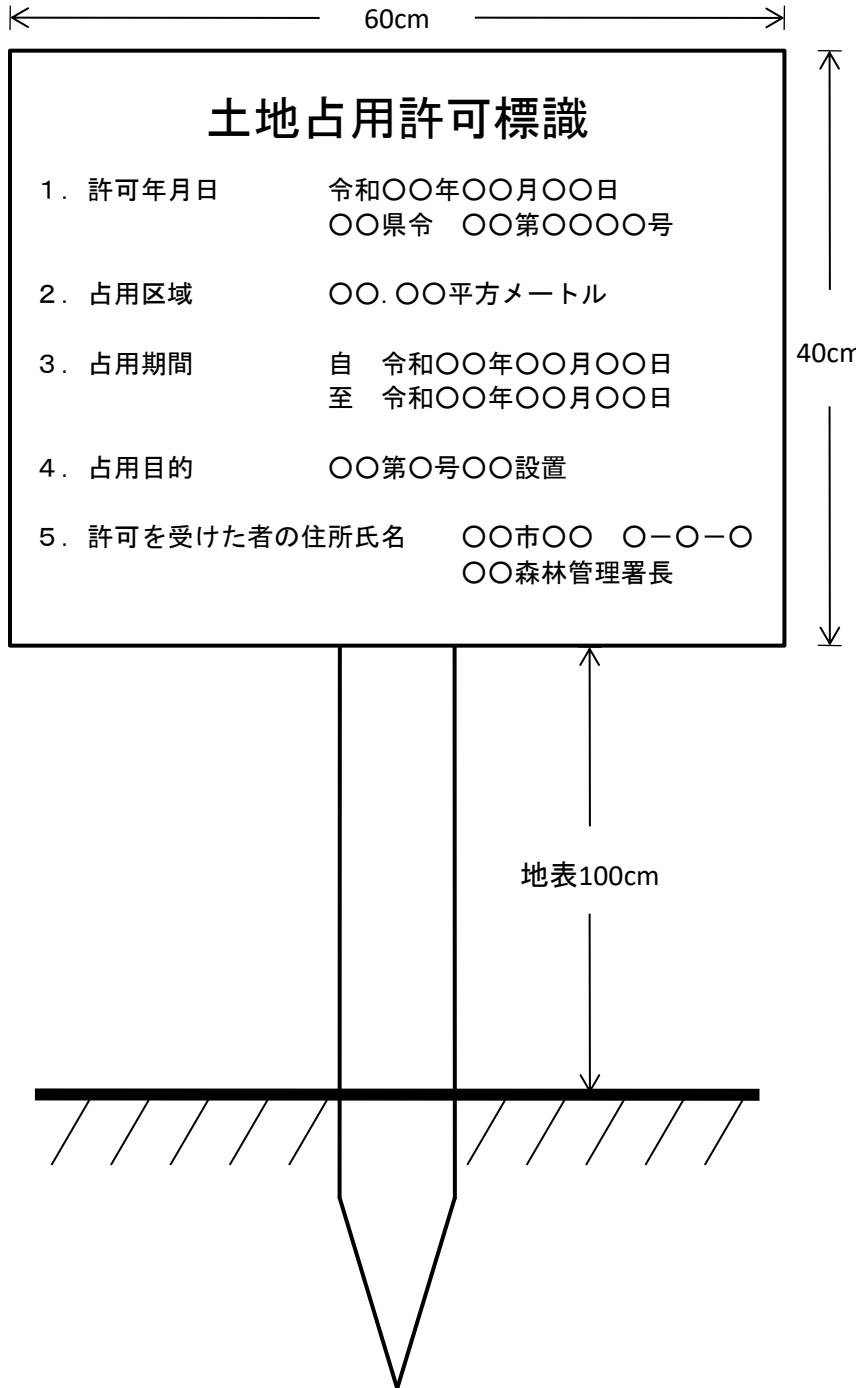 60cm
土地占用許可標識
1. 許可年月日 令和〇〇年〇〇月〇〇日
〇〇県令 〇〇第〇〇〇〇号
2. 占用区域 〇〇.〇〇平方メートル
40cm
3. 占用期間 自 令和〇〇年〇〇月〇〇日
至 令和〇〇年〇〇月〇〇日
4. 占用目的 〇〇第〇号〇〇設置
5. 許可を受けた者の住所氏名 〇〇市〇〇 〇−〇−〇
〇〇森林管理署長
地表100cm